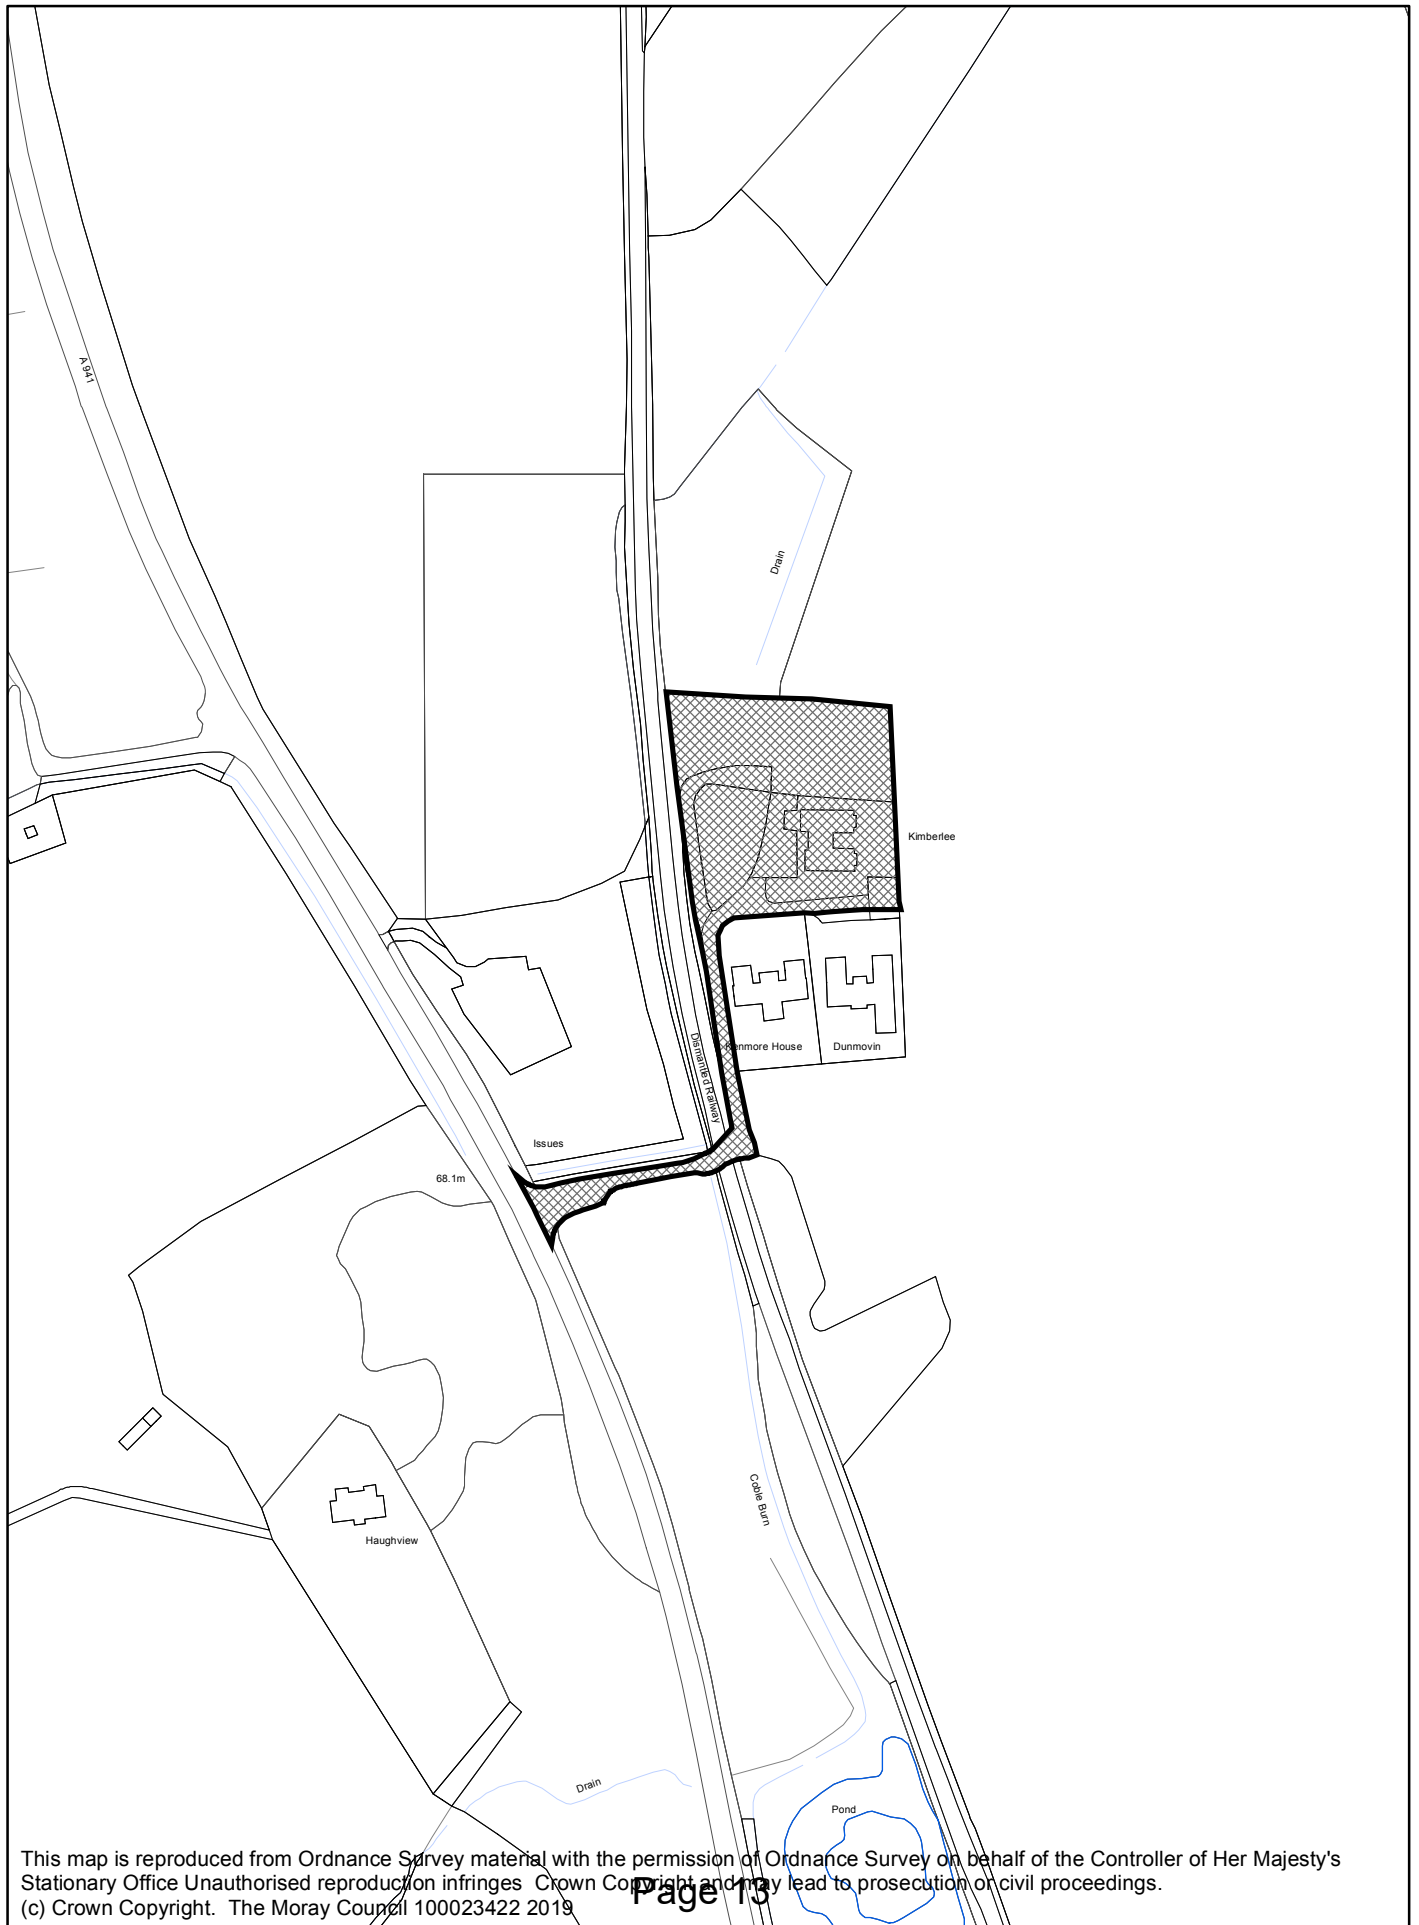 A 941
Drain
Kimberlee
Kenmore House
Dunmovin
Dismantled Railway
Issues
68.1m
Coble Burn
Haughview
Drain
Pond
This map is reproduced from Ordnance Survey material with the permission of Ordnance Survey on behalf of the Controller of Her Majesty's
Stationary Office Unauthorised reproduction infringes Crown Copyright and may lead to prosecution or civil proceedings.
Page 13
(c) Crown Copyright. The Moray Council 100023422 2019